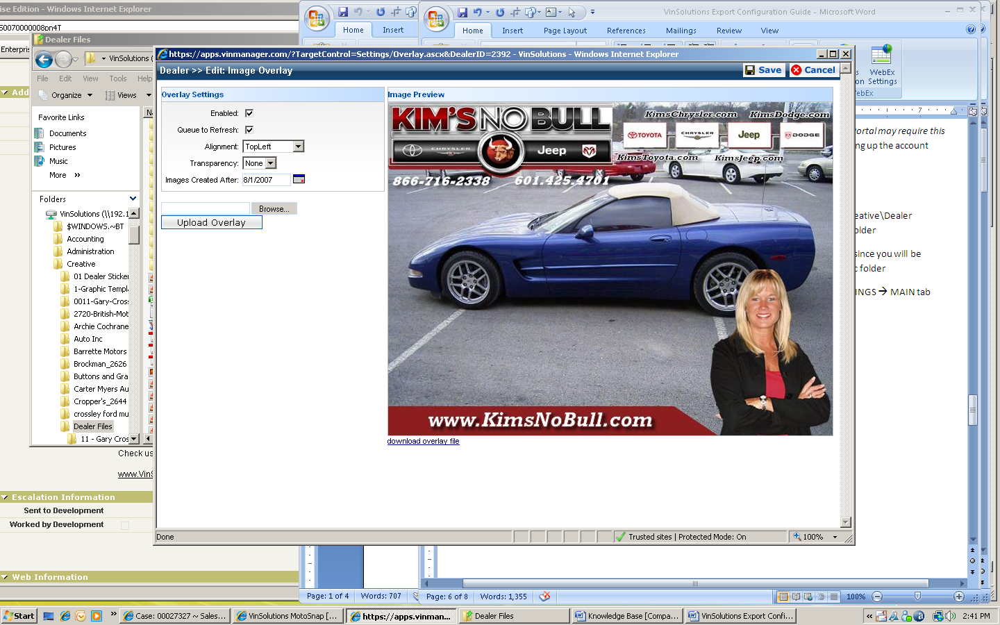 ise Edition - Windows Internet Explorer
50070000008pn4T
Enterpris
Add
Dealer Files
VinSolutions (
File Edit View Tools Help
Organize Views
Favorite Links
Documents
Pictures
Music
More »
Folders
VinSolutions (\\192.1
$WINDOWS.~BT
Accounting
Administration
Creative
01 Dealer Sticker
1-Graphic Templ
0011-Gary-Cros
2720-British-Mot
Archie Cochrane
Auto Inc
Barrette Motors
Brockman_2626
Buttons and Gra
Carter Myers Au
Cropper's_2644
crossley ford mu
Dealer Files
11 - Gary Cros
Check us
www.VinS
Escalation Information
Sent to Development
Worked by Development
Web Information
Home Insert
VinSolutions Export Configuration Guide - Microsoft Word
Home Insert Page Layout References Mailings Review View
WebEx
Settings
https://apps.vinmanager.com/?TargetControl=Settings/Overlay.ascx&DealerID=2392 - VinSolutions - Windows Internet Explorer
Dealer >> Edit: Image Overlay
Save Cancel
Overlay Settings
Enabled:
Queue to Refresh:
Alignment: TopLeft
Transparency: None
Images Created After: 8/1/2007
Browse...
Upload Overlay
Image Preview
KIM'S NO BULL
CHRYSLER Jeep
866-716-2338 601.425.4701
KimsChrysler.com KimsDodge.com
TOYOTA CHRYSLER Jeep DODGE
KimsToyota.com KimsJeep.com
www.KimsNoBull.com
download overlay file
Done
Trusted sites | Protected Mode: On
100%
7
Portal may require this
ng up the account
eative\Dealer
older
since you will be
c folder
INGS → MAIN tab
Page: 1 of 4 Words: 707
Page: 6 of 8 Words: 1,355
100%
Start
Case: 00027327 ~ Sales...
VinSolutions MotoSnap [...
https://apps.vinman...
Dealer Files
Knowledge Base [Compa...
VinSolutions Export Confi...
2:41 PM